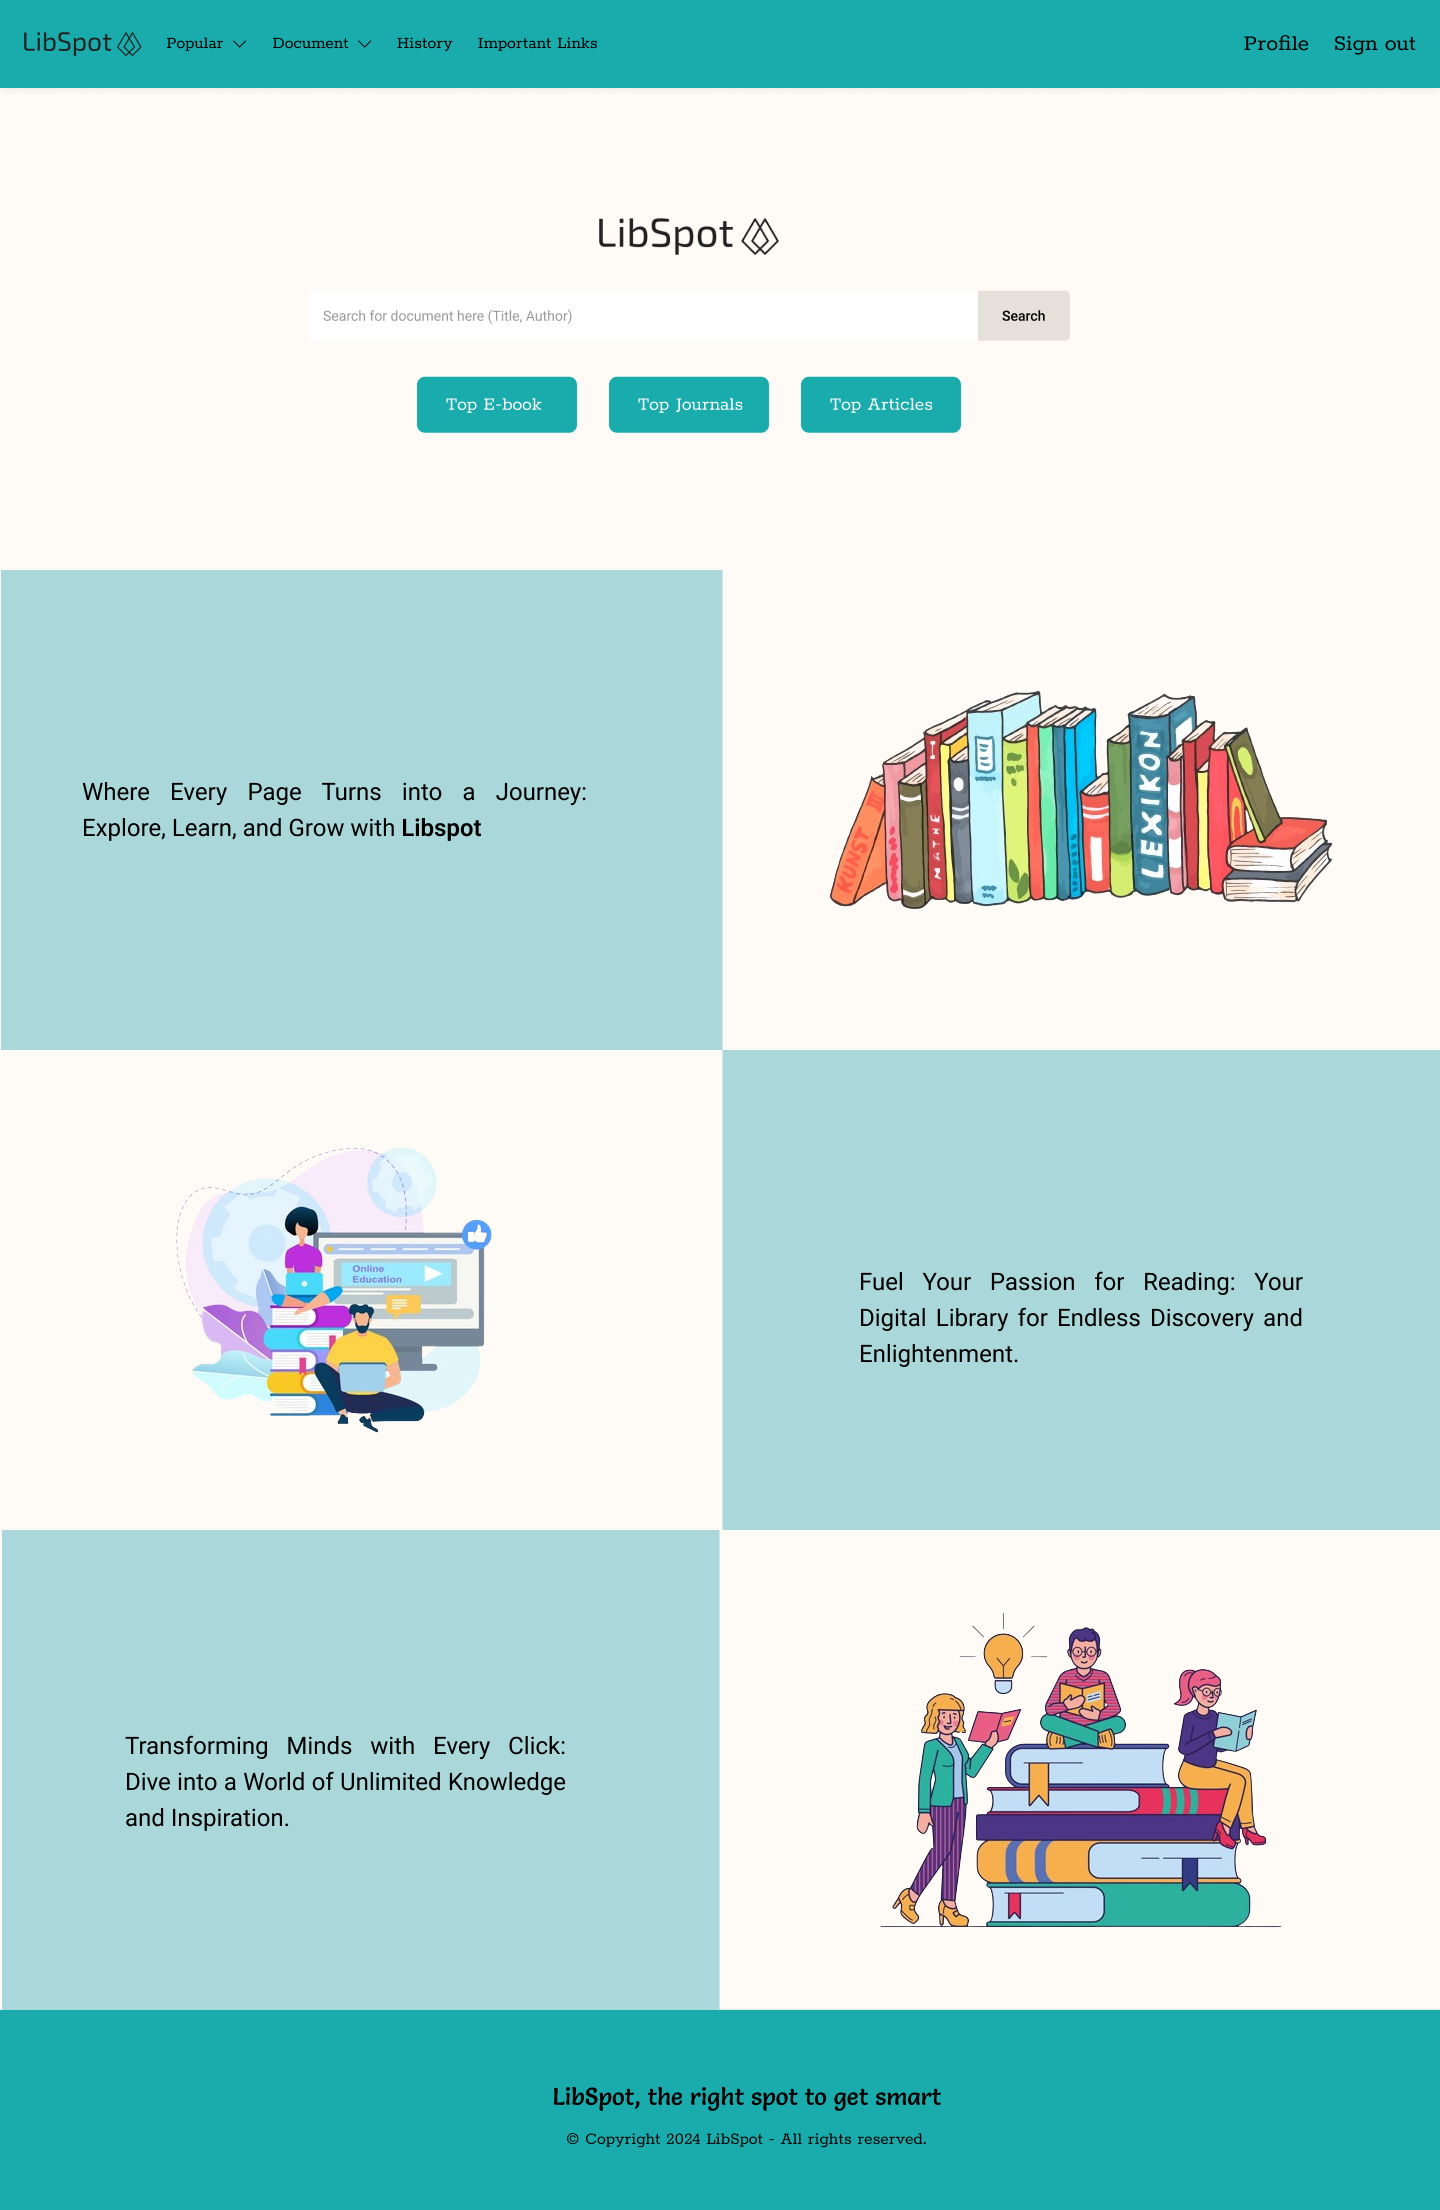 LibSpot Popular Document History Important Links Profile Sign out
LibSpot
Search for document here (Title, Author) Search
Top E-book Top Journals Top Articles
Where Every Page Turns into a Journey:
Explore, Learn, and Grow with Libspot
KUNST
MATHE
LEXIKON
Online
Education
Fuel Your Passion for Reading: Your
Digital Library for Endless Discovery and
Enlightenment.
Transforming Minds with Every Click:
Dive into a World of Unlimited Knowledge
and Inspiration.
LibSpot, the right spot to get smart
© Copyright 2024 LibSpot - All rights reserved.